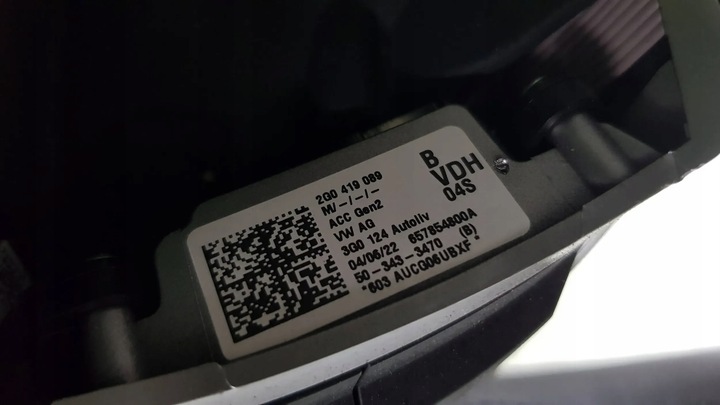 2G0 419 089
M/-/-/-
ACC Gen2
VW AG
3G0 124 Autoliv
04/06/22 657854800A
50-343-3470 (B)
*603 AUCG06UBXF*
B
VDH
04S